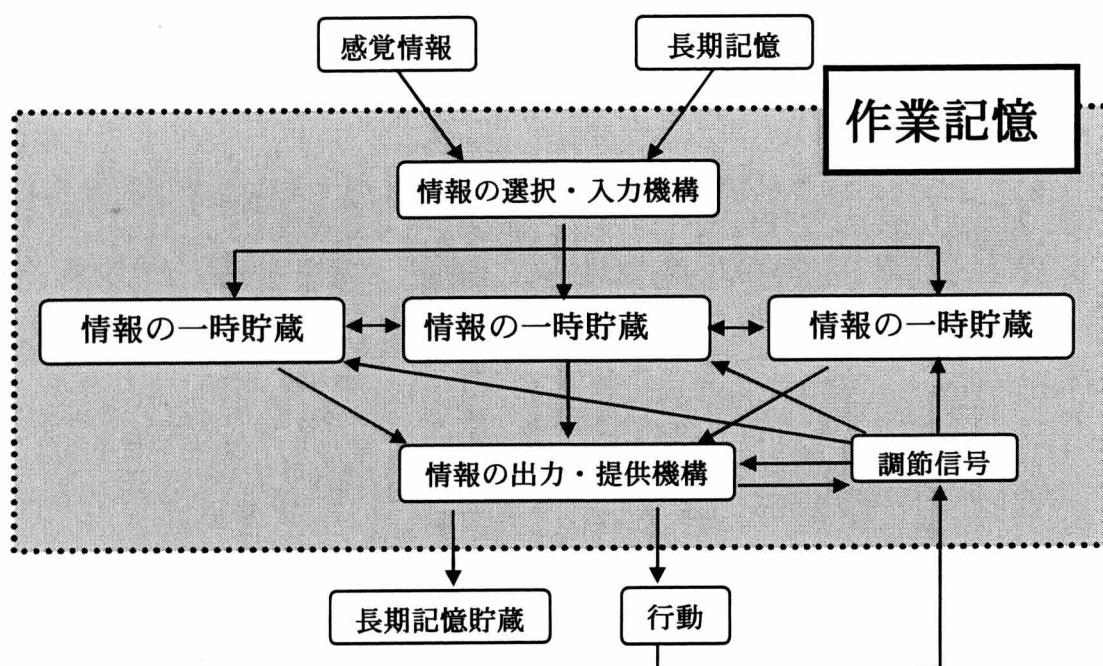 感覚情報
長期記憶
作業記憶
情報の選択・入力機構
情報の一時貯蔵
情報の一時貯蔵
情報の一時貯蔵
情報の出力・提供機構
調節信号
長期記憶貯蔵
行動